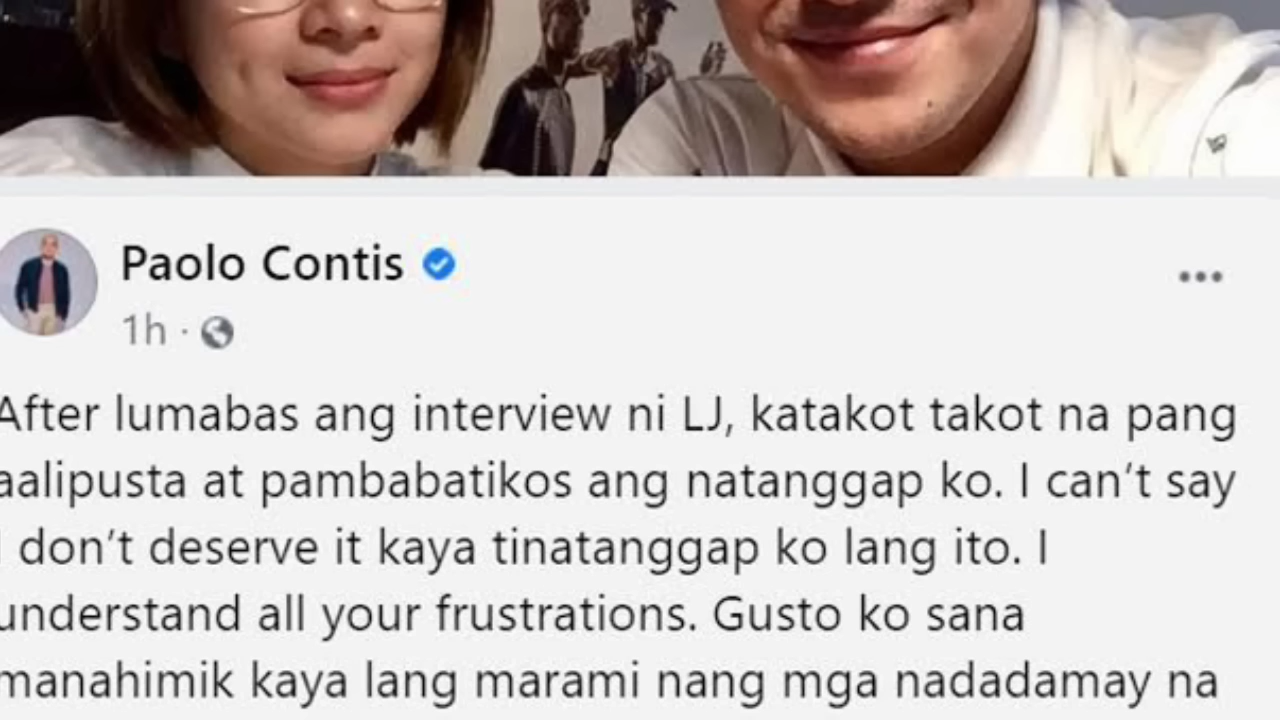 Paolo Contis
1h ·
After lumabas ang interview ni LJ, katakot takot na pang
aalipusta at pambabatikos ang natanggap ko. I can't say
I don't deserve it kaya tinatanggap ko lang ito. I
understand all your frustrations. Gusto ko sana
manahimik kaya lang marami nang mga nadadamay na